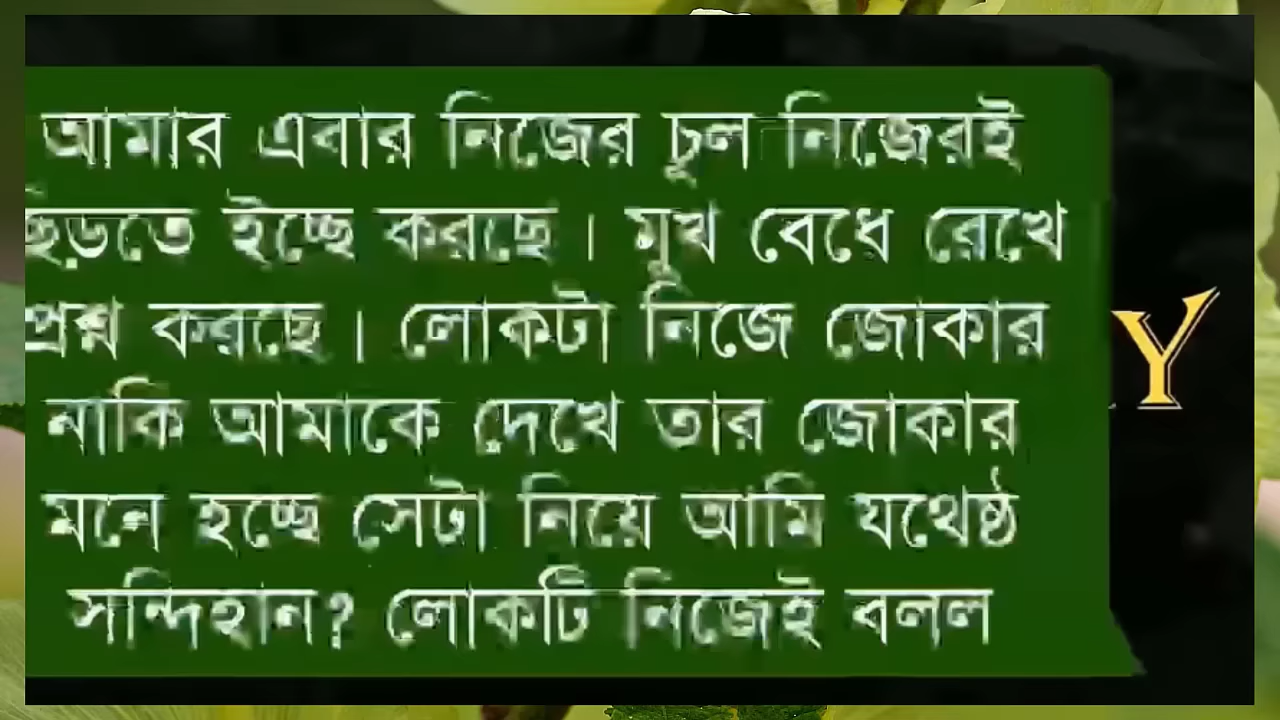 আমার এবার নিজের চুল নিজেরই
ছিঁড়তে ইচ্ছে করছে। মুখ বেধে রেখে
প্রশ্ন করছে। লোকটা নিজে জোকার
নাকি আমাকে দেখে তার জোকার
মনে হচ্ছে সেটা নিয়ে আমি যথেষ্ঠ
সন্দিহান? লোকটি নিজেই বলল
Y